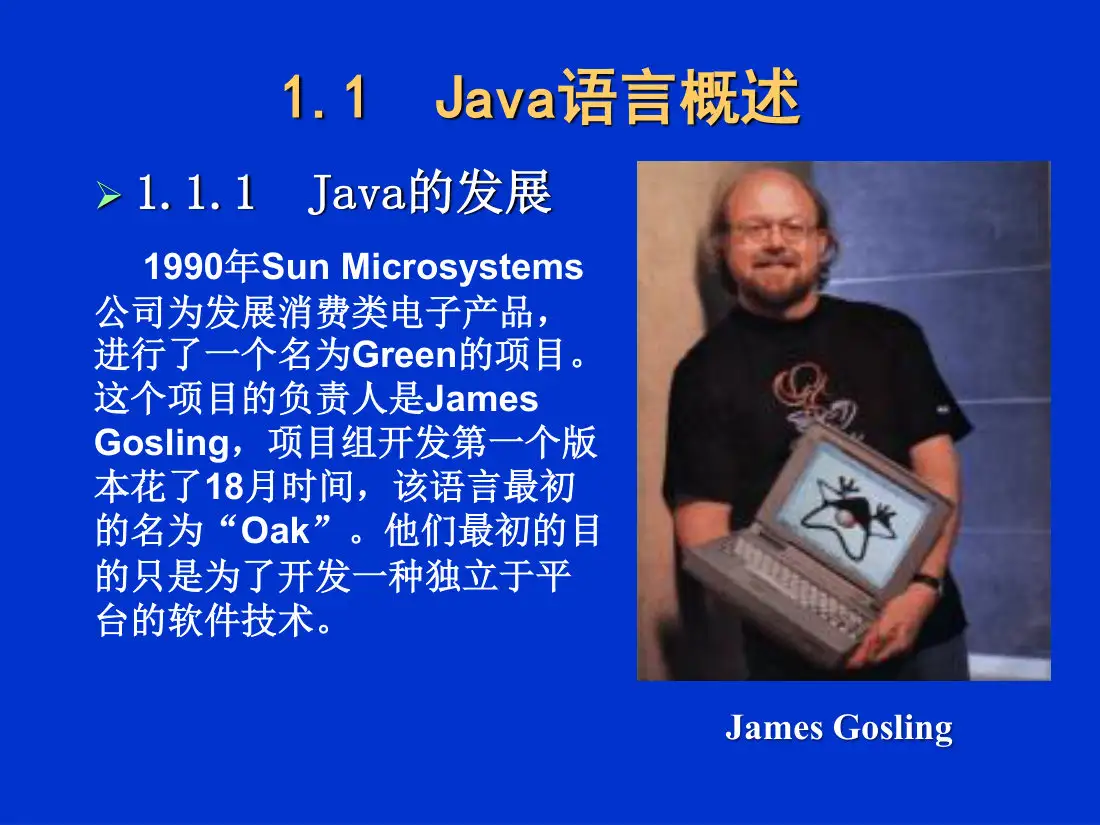 1.1 Java语言概述
1.1.1 Java的发展
1990年Sun Microsystems
公司为发展消费类电子产品，
进行了一个名为Green的项目。
这个项目的负责人是James
Gosling，项目组开发第一个版
本花了18月时间，该语言最初
的名为“Oak”。他们最初的目
的只是为了开发一种独立于平
台的软件技术。
James Gosling